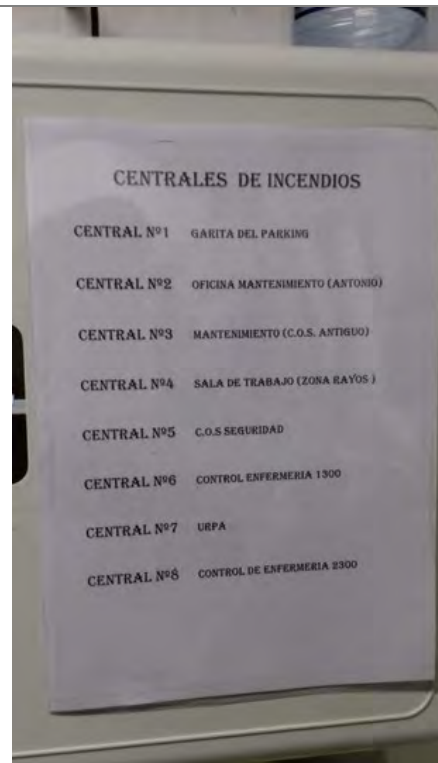 CENTRALES DE INCENDIOS
CENTRAL Nº1 GARITA DEL PARKING
CENTRAL Nº2 OFICINA MANTENIMIENTO (ANTONIO)
CENTRAL Nº3 MANTENIMIENTO (C.O.S. ANTIGUO)
CENTRAL Nº4 SALA DE TRABAJO (ZONA RAYOS )
CENTRAL Nº5 C.O.S SEGURIDAD
CENTRAL Nº6 CONTROL ENFERMERIA 1300
CENTRAL Nº7 URPA
CENTRAL Nº8 CONTROL DE ENFERMERIA 2300